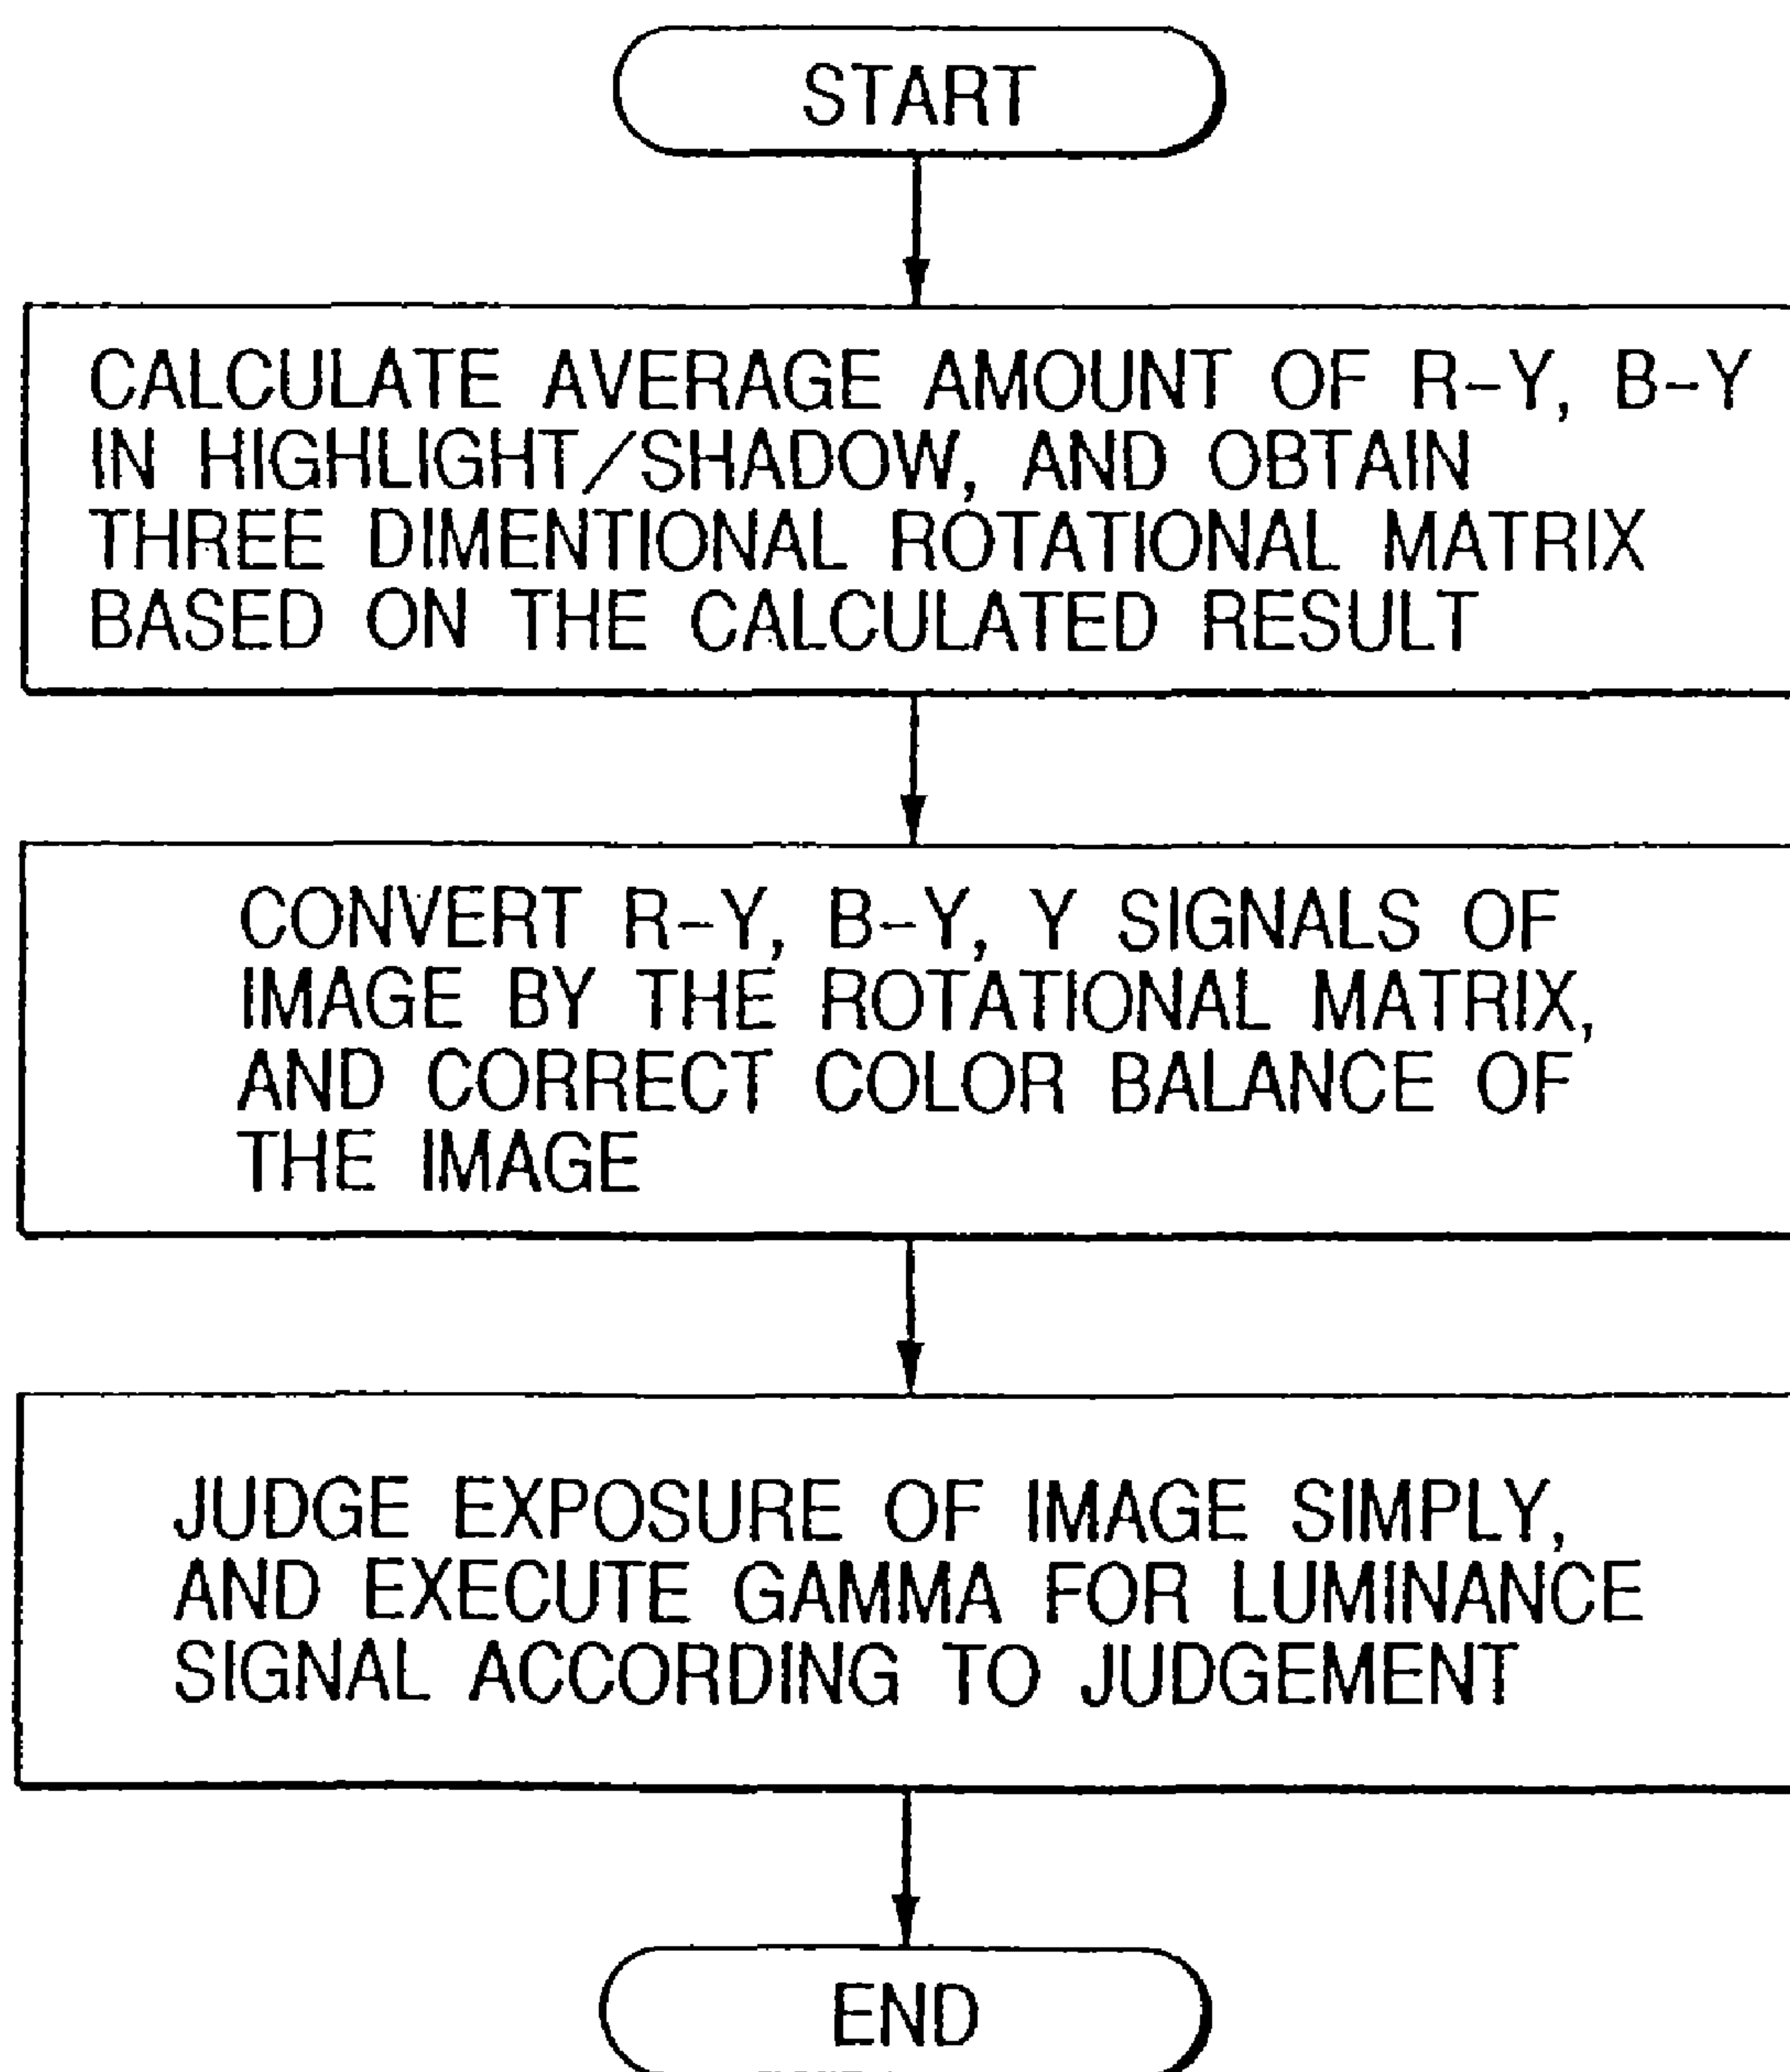 START
CALCULATE AVERAGE AMOUNT OF R-Y, B-Y
IN HIGHLIGHT/SHADOW, AND OBTAIN
THREE DIMENTIONAL ROTATIONAL MATRIX
BASED ON THE CALCULATED RESULT
CONVERT R-Y, B-Y, Y SIGNALS OF
IMAGE BY THE ROTATIONAL MATRIX,
AND CORRECT COLOR BALANCE OF
THE IMAGE
JUDGE EXPOSURE OF IMAGE SIMPLY,
AND EXECUTE GAMMA FOR LUMINANCE
SIGNAL ACCORDING TO JUDGEMENT
END